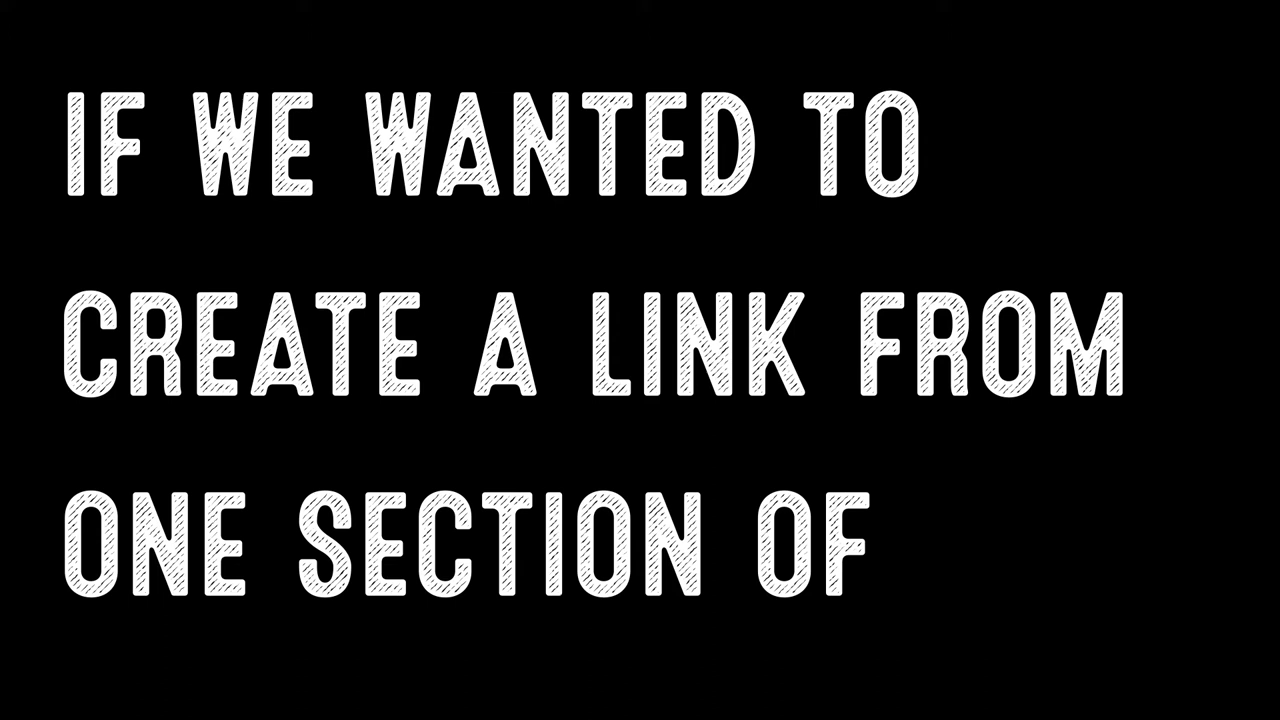 IF WE WANTED TO
CREATE A LINK FROM
ONE SECTION OF